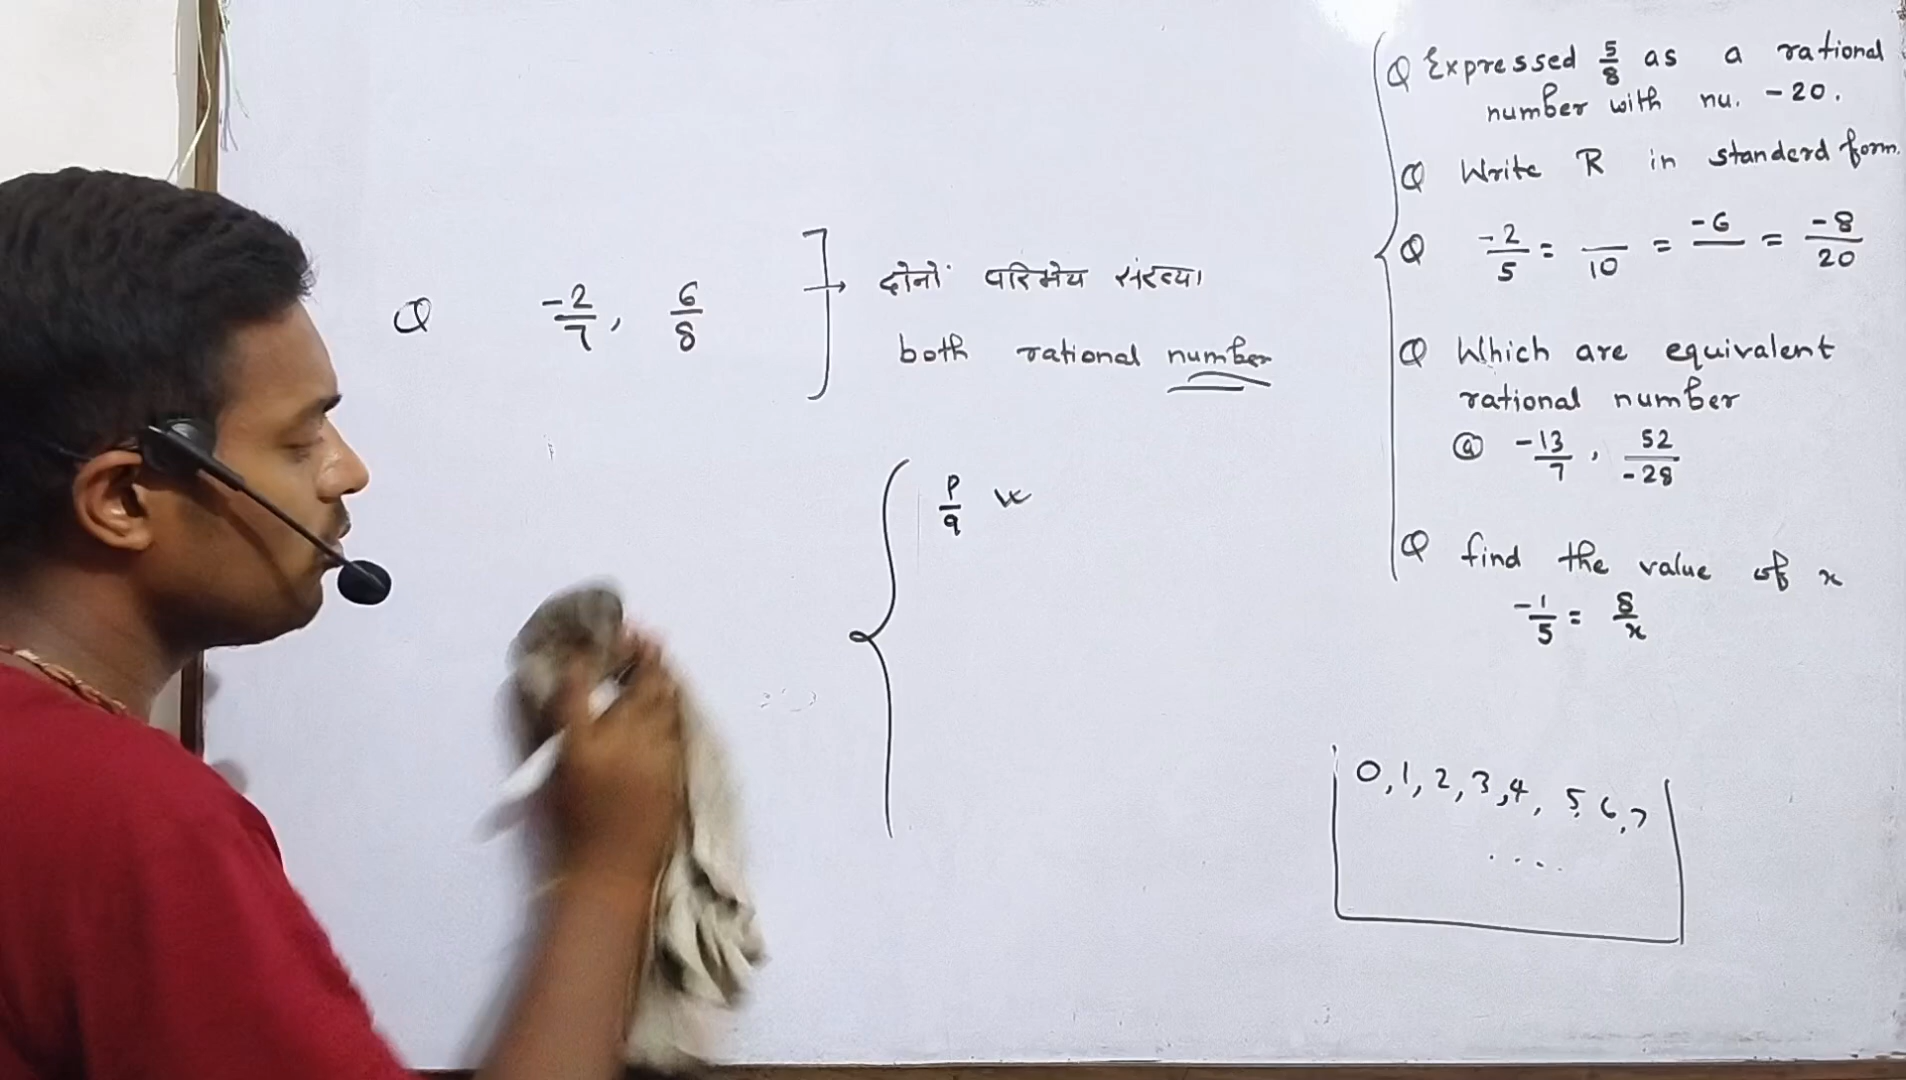 Q -2/7, 6/8
दोनों परिमेय संख्या
both rational number
p/q
Q Expressed 5/8 as a rational
number with nu. -20.
Q Write R in standerd form.
Q -2/5 = /10 = -6/ = -8/20
Q Which are equivalent
rational number
@ -13/7, 52/-28
Q find the value of x
-1/5 = 8/x
0,1,2,3,4, 5, 6,7
....